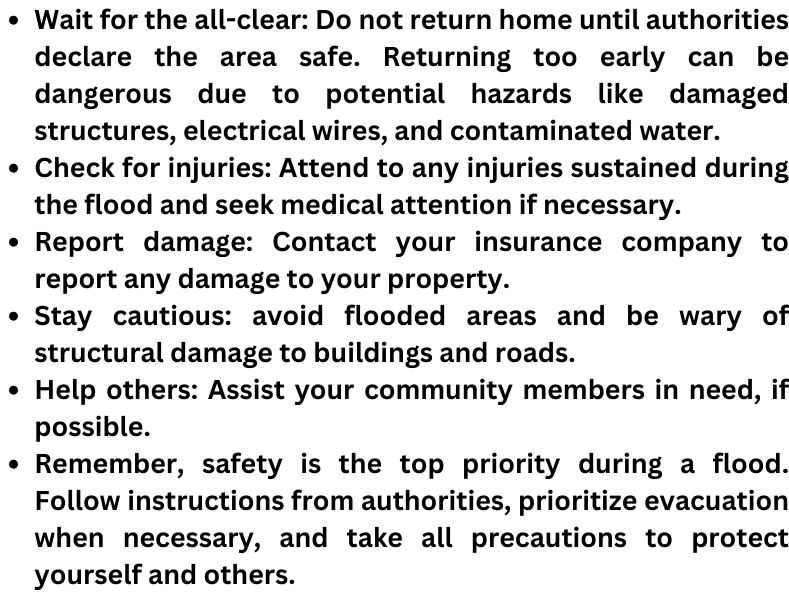 • Wait for the all-clear: Do not return home until authorities
declare the area safe. Returning too early can be
dangerous due to potential hazards like damaged
structures, electrical wires, and contaminated water.
• Check for injuries: Attend to any injuries sustained during
the flood and seek medical attention if necessary.
• Report damage: Contact your insurance company to
report any damage to your property.
• Stay cautious: avoid flooded areas and be wary of
structural damage to buildings and roads.
• Help others: Assist your community members in need, if
possible.
• Remember, safety is the top priority during a flood.
Follow instructions from authorities, prioritize evacuation
when necessary, and take all precautions to protect
yourself and others.